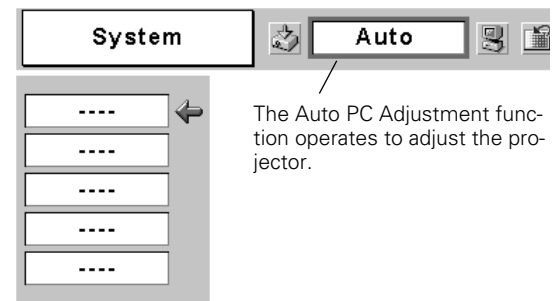 System
Auto
The Auto PC Adjustment func-
tion operates to adjust the pro-
jector.
----
----
----
----
----